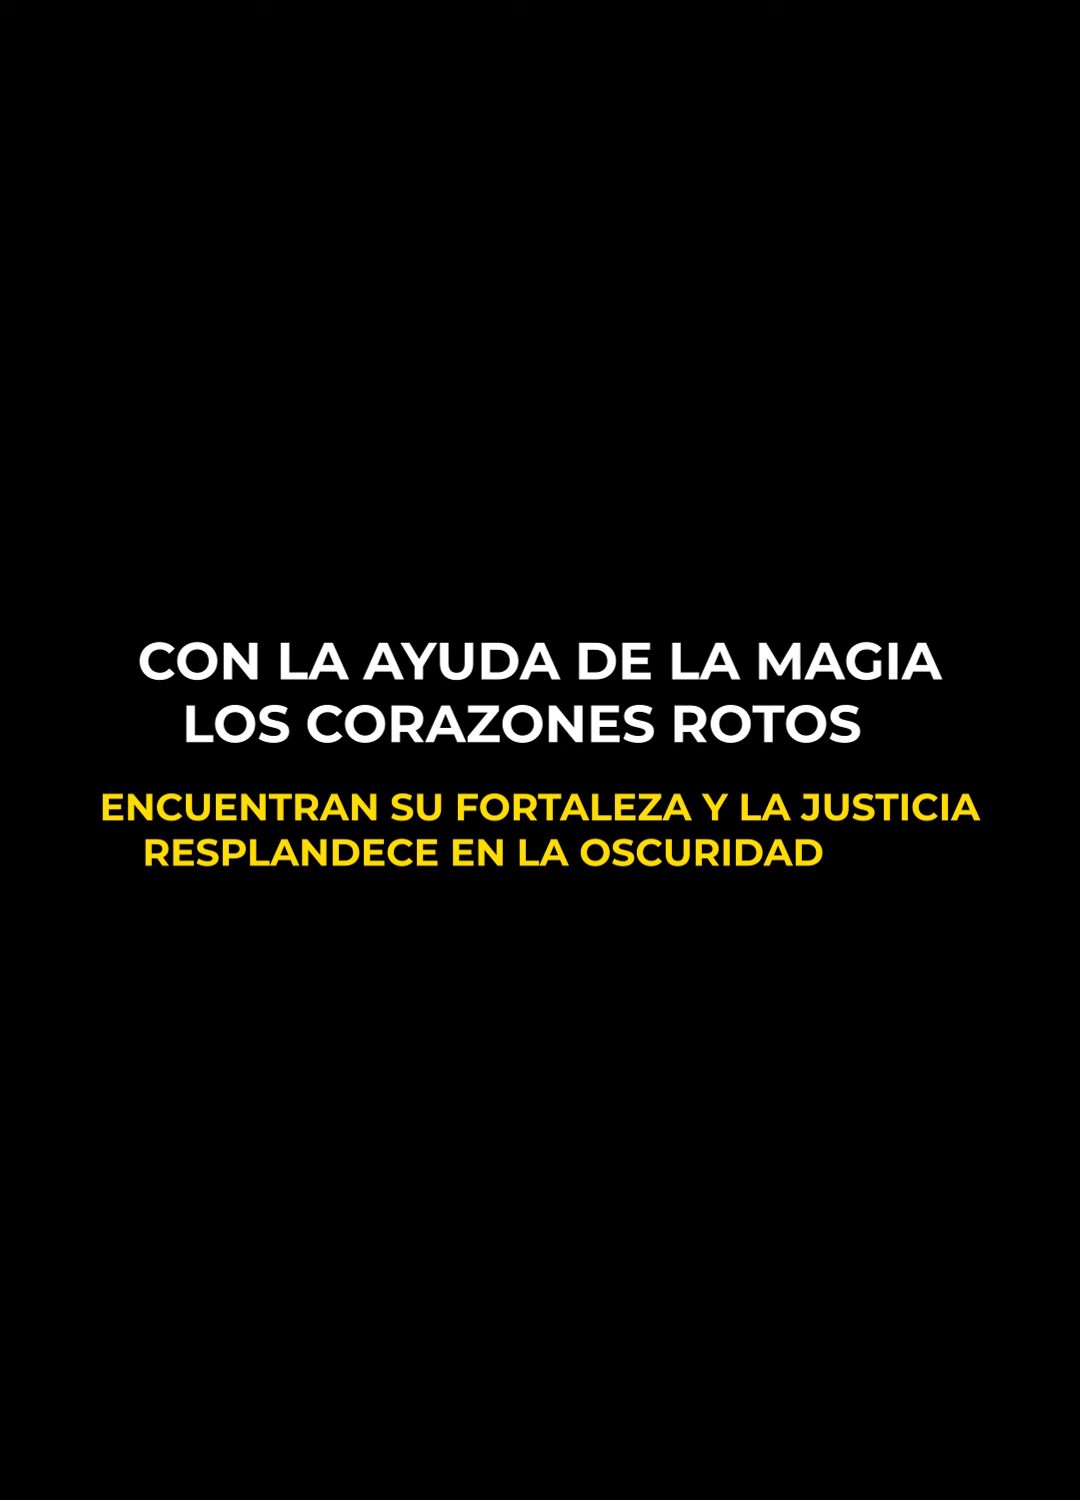 CON LA AYUDA DE LA MAGIA
LOS CORAZONES ROTOS
ENCUENTRAN SU FORTALEZA Y LA JUSTICIA
RESPLANDECE EN LA OSCURIDAD